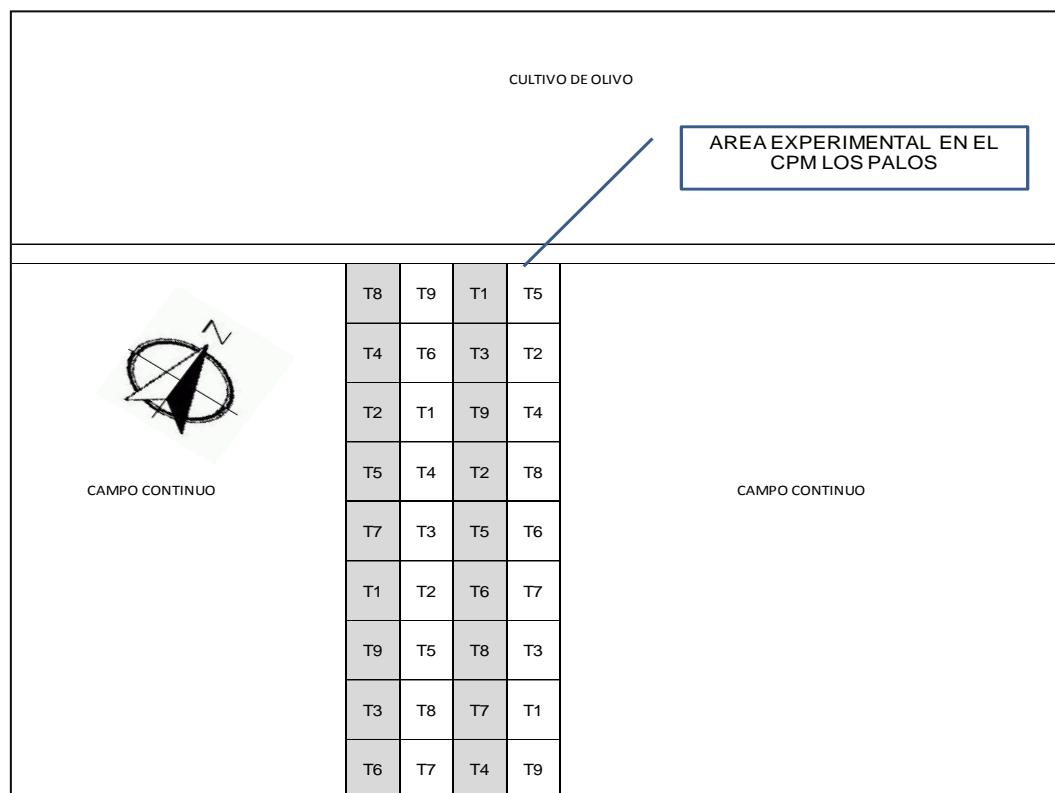 CULTIVO DE OLIVO
AREA EXPERIMENTAL EN EL
CPM LOS PALOS
T8 T9 T1 T5
N
T4 T6 T3 T2
T2 T1 T9 T4
T5 T4 T2 T8
CAMPO CONTINUO
CAMPO CONTINUO
T7 T3 T5 T6
T1 T2 T6 T7
T9 T5 T8 T3
T3 T8 T7 T1
T6 T7 T4 T9